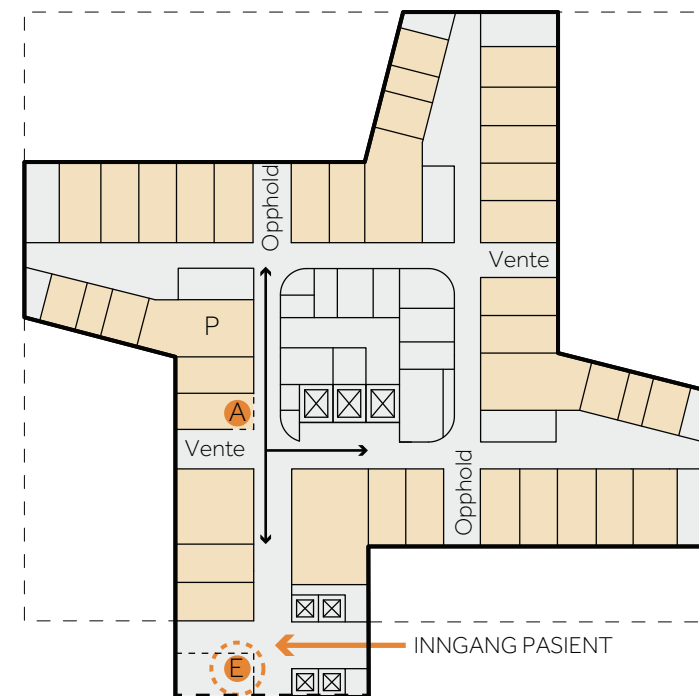 Opphold
Vente
P
A
Vente
Opphold
INNGANG PASIENT
E